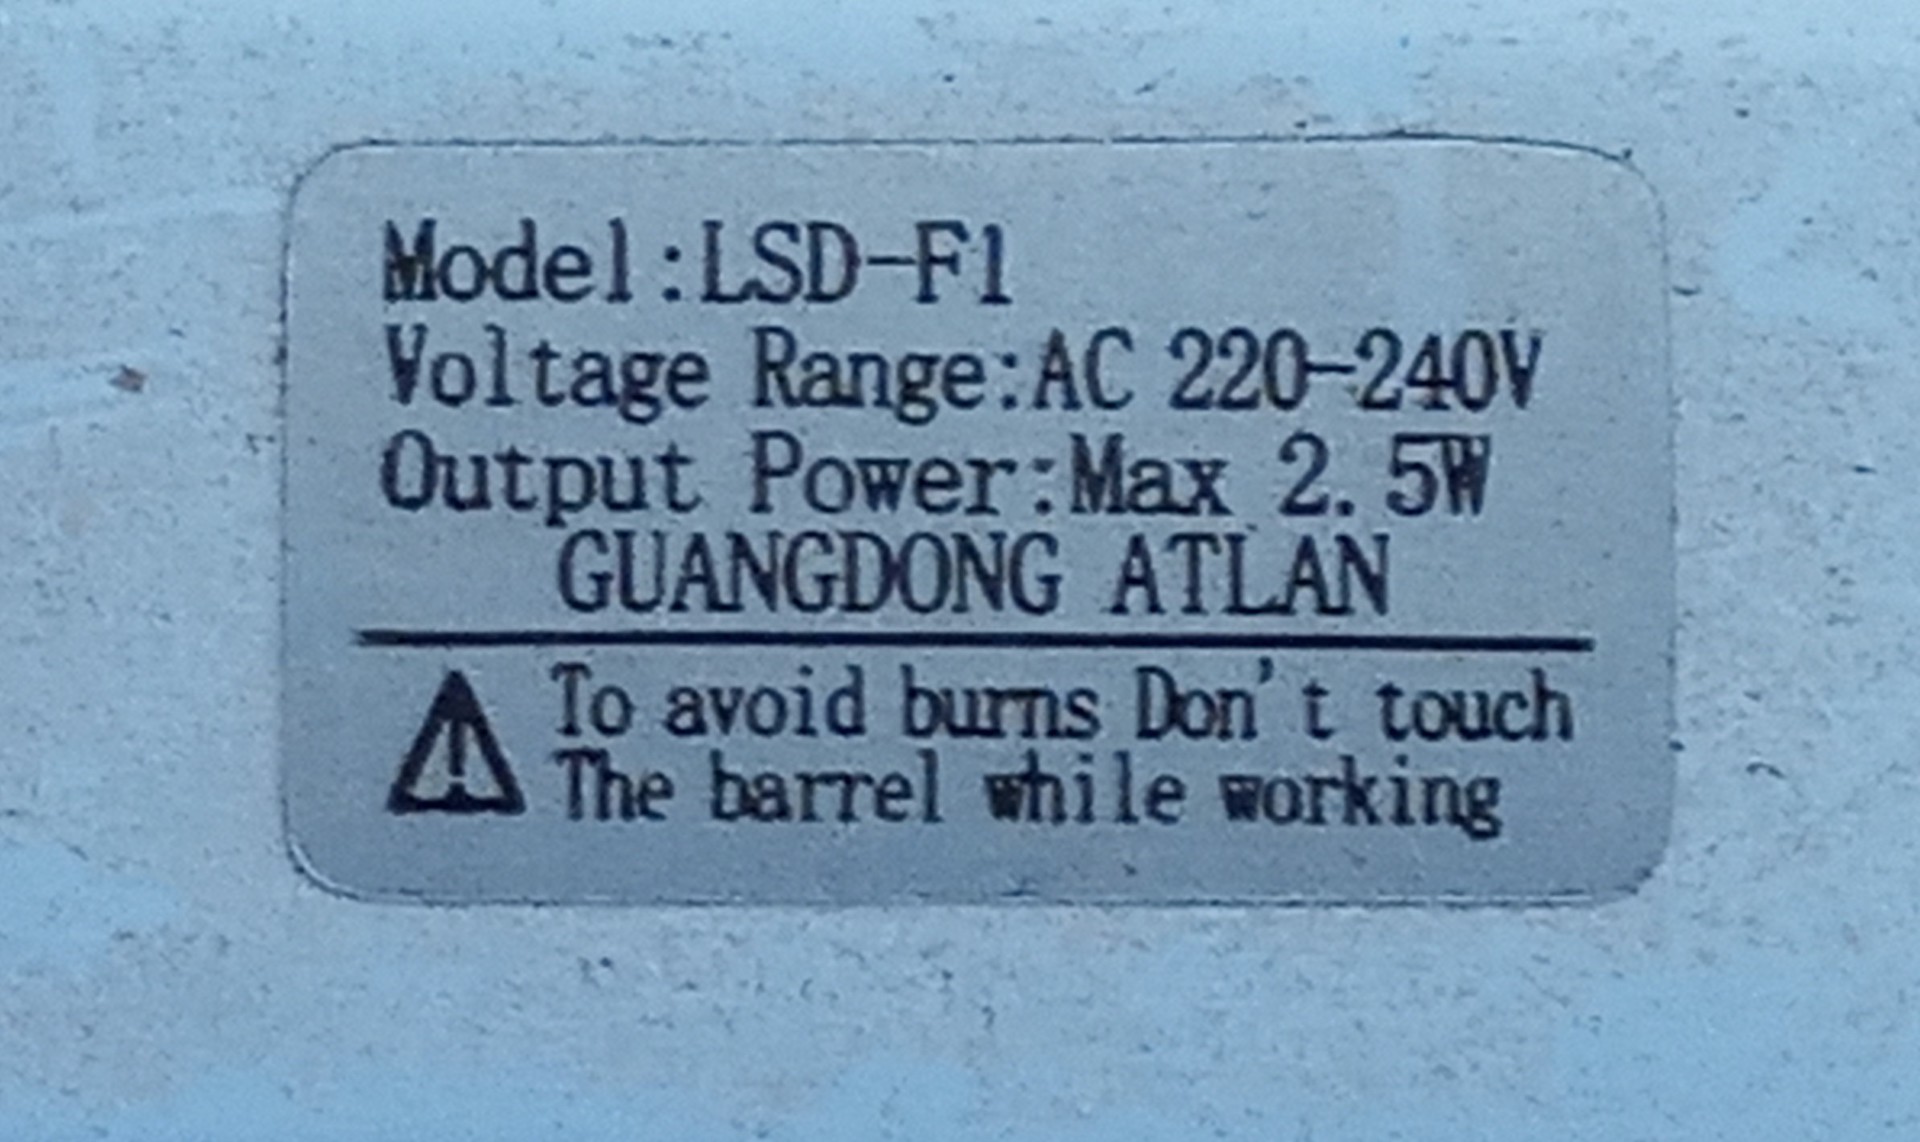 Model:LSD-F1
Voltage Range:AC 220-240V
Output Power:Max 2.5W
GUANGDONG ATLAN
To avoid burns Don't touch
The barrel while working